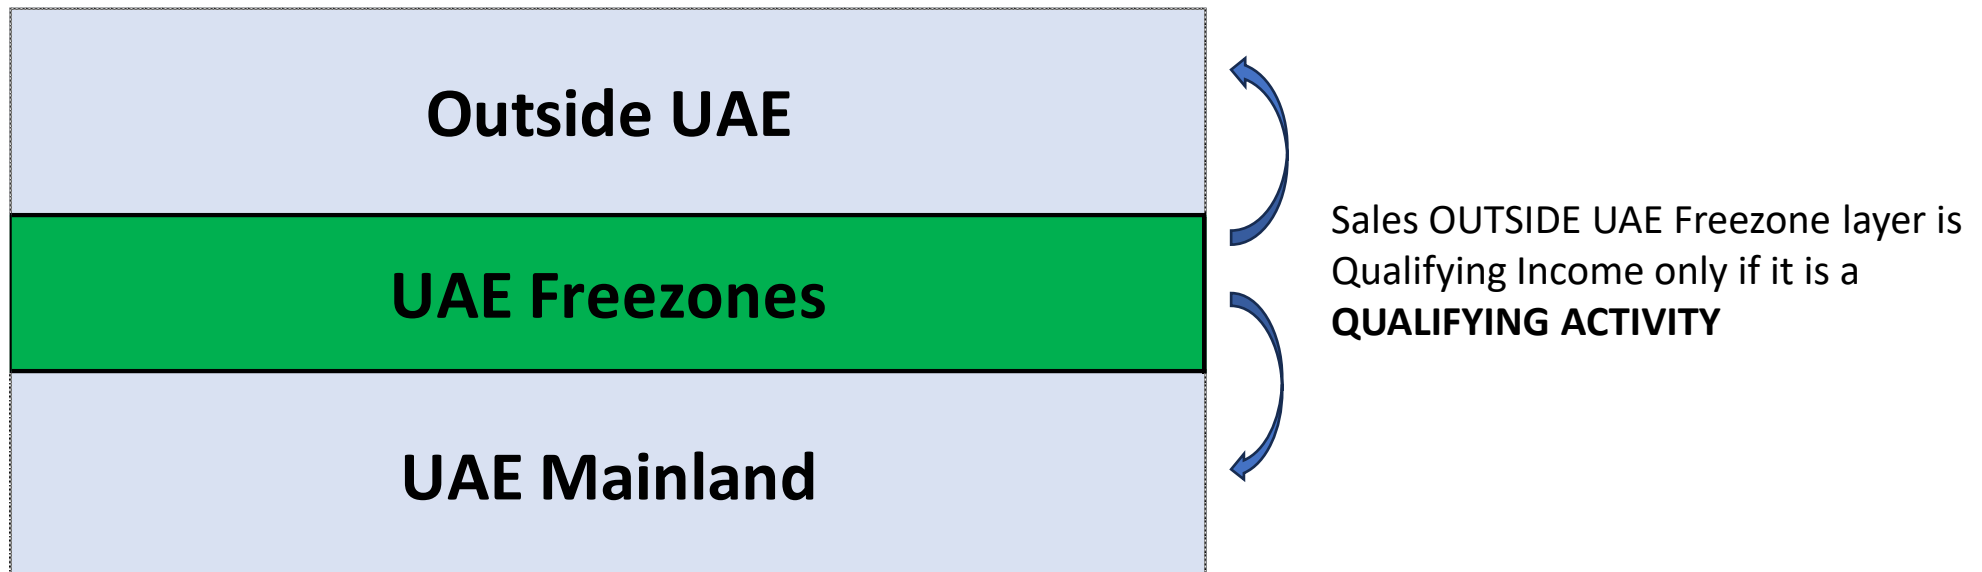 Outside UAE
UAE Freezones
UAE Mainland
Sales OUTSIDE UAE Freezone layer is
Qualifying Income only if it is a
QUALIFYING ACTIVITY